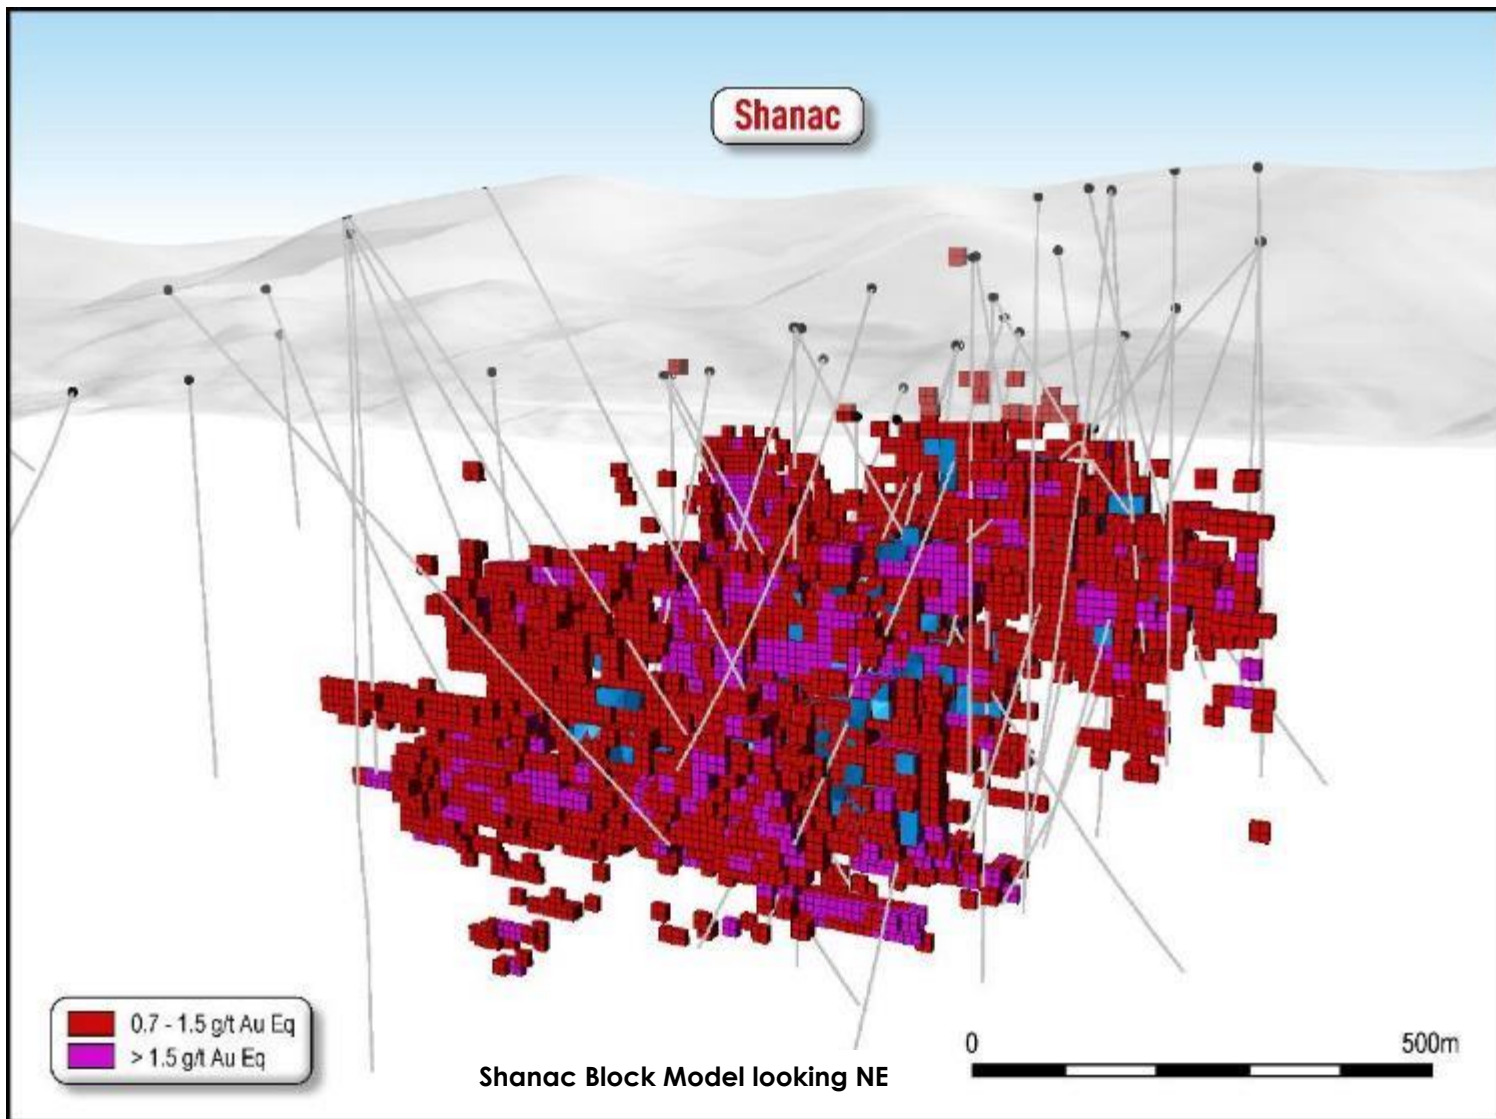 Shanac
0.7 - 1.5 g/t Au Eq
> 1.5 g/t Au Eq
Shanac Block Model looking NE
0
500m